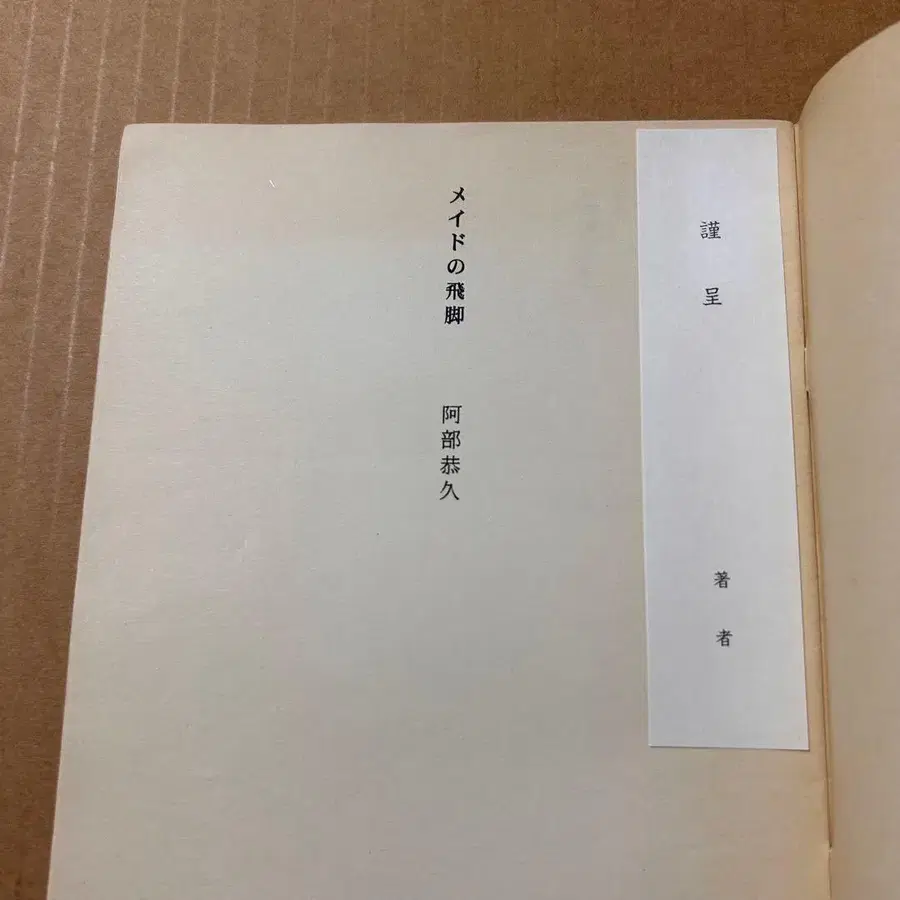 謹呈
著者
メイドの飛脚
阿部恭久